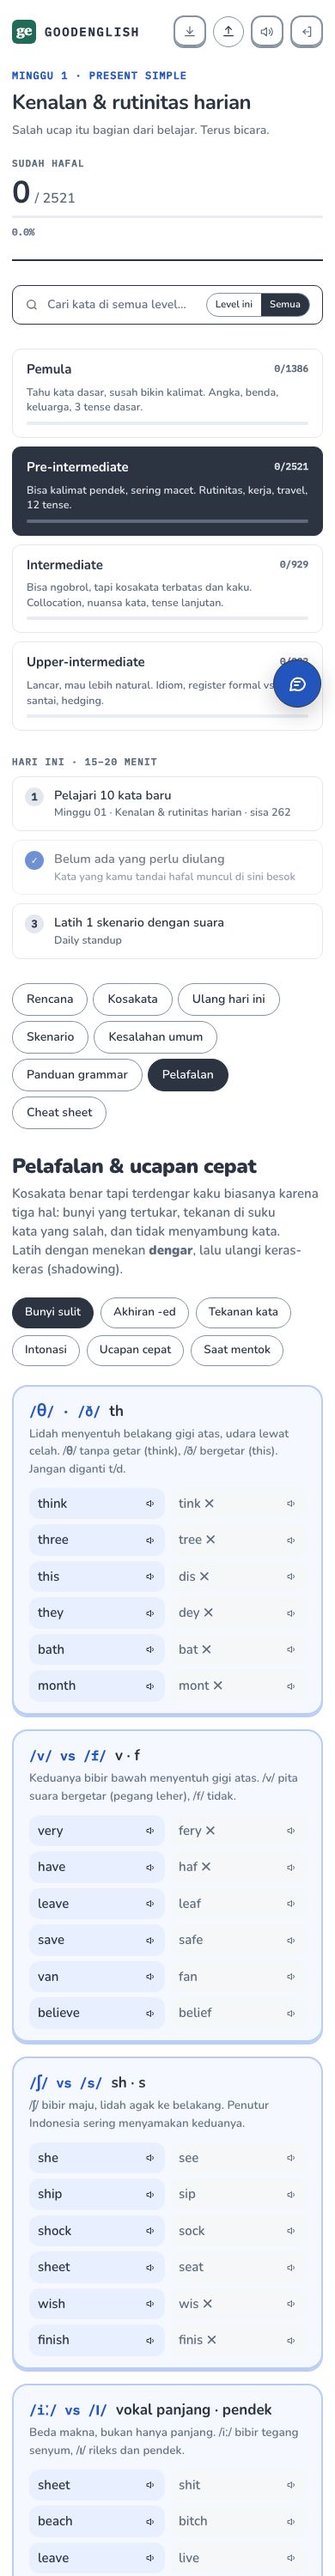 ge GOODENGLISH
MINGGU 1 · PRESENT SIMPLE
Kenalan & rutinitas harian
Salah ucap itu bagian dari belajar. Terus bicara.
SUDAH HAFAL
0 / 2521
0.0%
Cari kata di semua level... Level ini Semua
Pemula 0/1386
Tahu kata dasar, susah bikin kalimat. Angka, benda,
keluarga, 3 tense dasar.
Pre-intermediate 0/2521
Bisa kalimat pendek, sering macet. Rutinitas, kerja, travel,
12 tense.
Intermediate 0/929
Bisa ngobrol, tapi kosakata terbatas dan kaku.
Collocation, nuansa kata, tense lanjutan.
Upper-intermediate
Lancar, mau lebih natural. Idiom, register formal vs
santai, hedging.
HARI INI · 15–20 MENIT
1 Pelajari 10 kata baru
Minggu 01 · Kenalan & rutinitas harian · sisa 262
✓ Belum ada yang perlu diulang
Kata yang kamu tandai hafal muncul di sini besok
3 Latih 1 skenario dengan suara
Daily standup
Rencana Kosakata Ulang hari ini
Skenario Kesalahan umum
Panduan grammar Pelafalan
Cheat sheet
Pelafalan & ucapan cepat
Kosakata benar tapi terdengar kaku biasanya karena
tiga hal: bunyi yang tertukar, tekanan di suku
kata yang salah, dan tidak menyambung kata.
Latih dengan menekan dengar, lalu ulangi keras-
keras (shadowing).
Bunyi sulit Akhiran -ed Tekanan kata
Intonasi Ucapan cepat Saat mentok
/θ/ · /ð/ th
Lidah menyentuh belakang gigi atas, udara lewat
celah. /θ/ tanpa getar (think), /ð/ bergetar (this).
Jangan diganti t/d.
think tink ✕
three tree ✕
this dis ✕
they dey ✕
bath bat ✕
month mont ✕
/v/ vs /f/ v · f
Keduanya bibir bawah menyentuh gigi atas. /v/ pita
suara bergetar (pegang leher), /f/ tidak.
very fery ✕
have haf ✕
leave leaf
save safe
van fan
believe belief
/ʃ/ vs /s/ sh · s
/ʃ/ bibir maju, lidah agak ke belakang. Penutur
Indonesia sering menyamakan keduanya.
she see
ship sip
shock sock
sheet seat
wish wis ✕
finish finis ✕
/iː/ vs /ɪ/ vokal panjang · pendek
Beda makna, bukan hanya panjang. /iː/ bibir tegang
senyum, /ɪ/ rileks dan pendek.
sheet shit
beach bitch
leave live